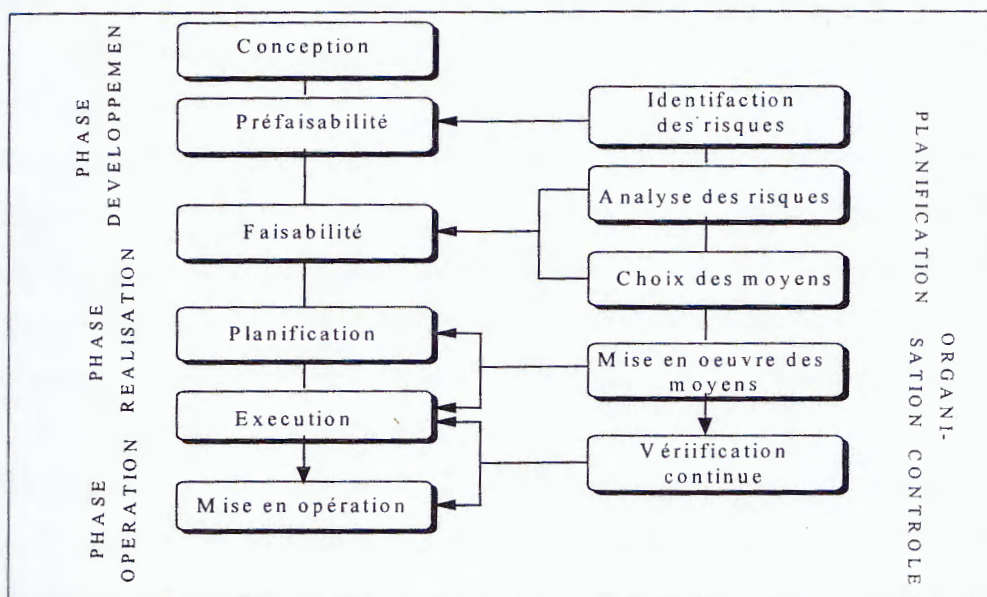 PHASE
DEVELOPPEMEN
PHASE
REALISATION
PHASE
OPERATION
Conception
Préfaisabilité
Faisabilité
Planification
Execution
Mise en opération
Identifaction
des risques
Analyse des risques
Choix des moyens
Mise en oeuvre des
moyens
Vériification
continue
PLANIFICATION
ORGANI-
SATION
CONTROLE